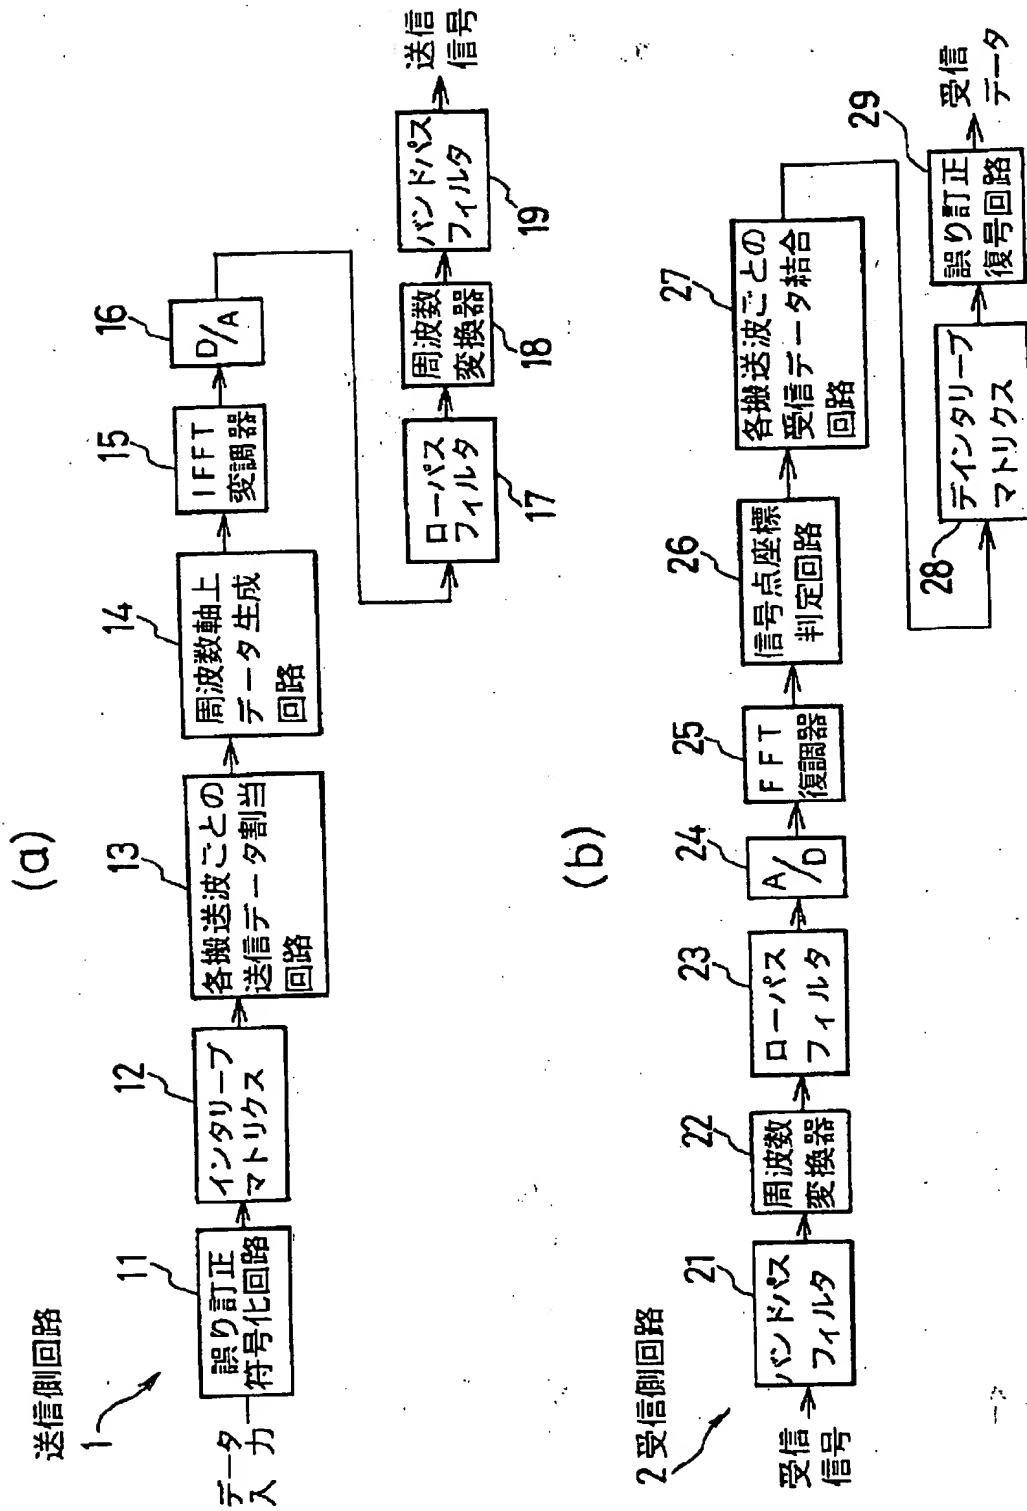 (a)
送信側回路
1
データ
入力
11
誤り訂正
符号化回路
12
インタリーブ
マトリクス
13
各搬送波ごとの
送信データ割当
回路
14
周波数軸上
データ生成
回路
15
IFFT
変調器
16
D/A
17
ローパス
フィルタ
18
周波数
変換器
19
バンドパス
フィルタ
送信
信号
(b)
2 受信側回路
受信
信号
21
バンドパス
フィルタ
22
周波数
変換器
23
ローパス
フィルタ
24
A/D
25
FFT
復調器
26
信号点座標
判定回路
27
各搬送波ごとの
受信データ結合
回路
28
デインタリーブ
マトリクス
29
誤り訂正
復号回路
受信
データ